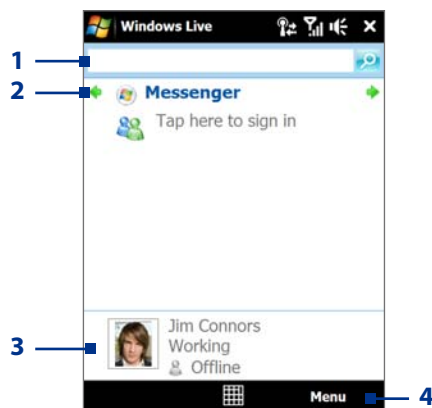 Windows Live
1
2
Messenger
Tap here to sign in
3
Jim Connors
Working
Offline
Menu
4